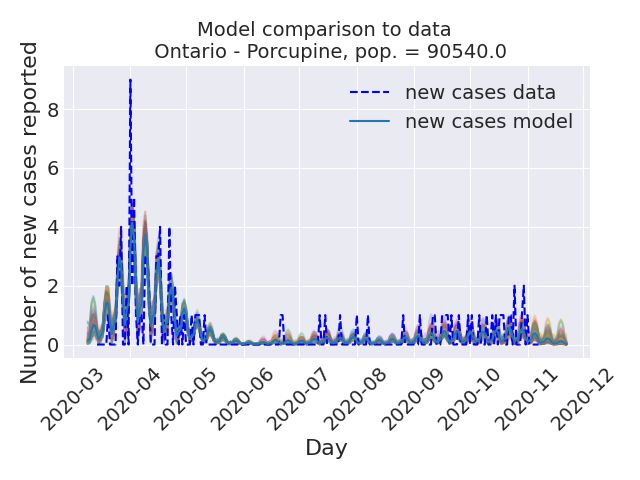 Model comparison to data
Ontario - Porcupine, pop. = 90540.0
Number of new cases reported
8
6
4
2
0
new cases data
new cases model
2020-03
2020-04
2020-05
2020-06
2020-07
2020-08
2020-09
2020-10
2020-11
2020-12
Day